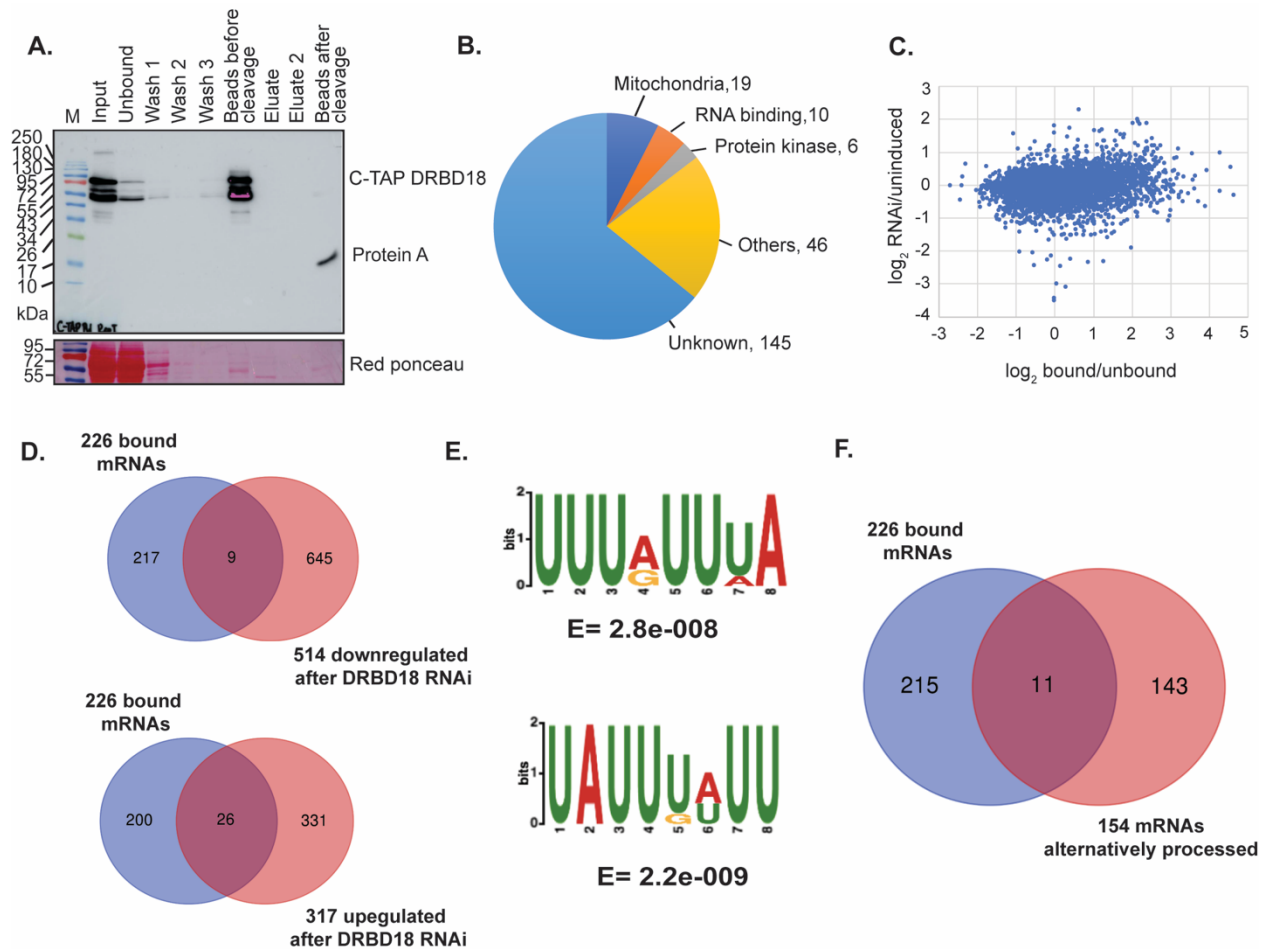 A.
M
Input
Unbound
Wash 1
Wash 2
Wash 3
Beads before
cleavage
Eluate
Eluate 2
Beads after
cleavage
250
180
130
95
72
55
43
34
26
17
10
kDa
C-TAP DRBD18
Protein A
95
72
55
Red ponceau
B.
Mitochondria,19
RNA binding,10
Protein kinase, 6
Others, 46
Unknown, 145
C.
3
2
1
0
-1
-2
-3
-4
log2 RNAi/uninduced
-3 -2 -1 0 1 2 3 4 5
log2 bound/unbound
D.
226 bound
mRNAs
217 9 645
514 downregulated
after DRBD18 RNAi
226 bound
mRNAs
200 26 331
317 upegulated
after DRBD18 RNAi
E.
2
bits
1
0
UUUAUUUA
G A
1 2 3 4 5 6 7 8
E= 2.8e-008
2
bits
1
0
UAUUUAUU
G U
1 2 3 4 5 6 7 8
E= 2.2e-009
F.
226 bound
mRNAs
215 11 143
154 mRNAs
alternatively processed